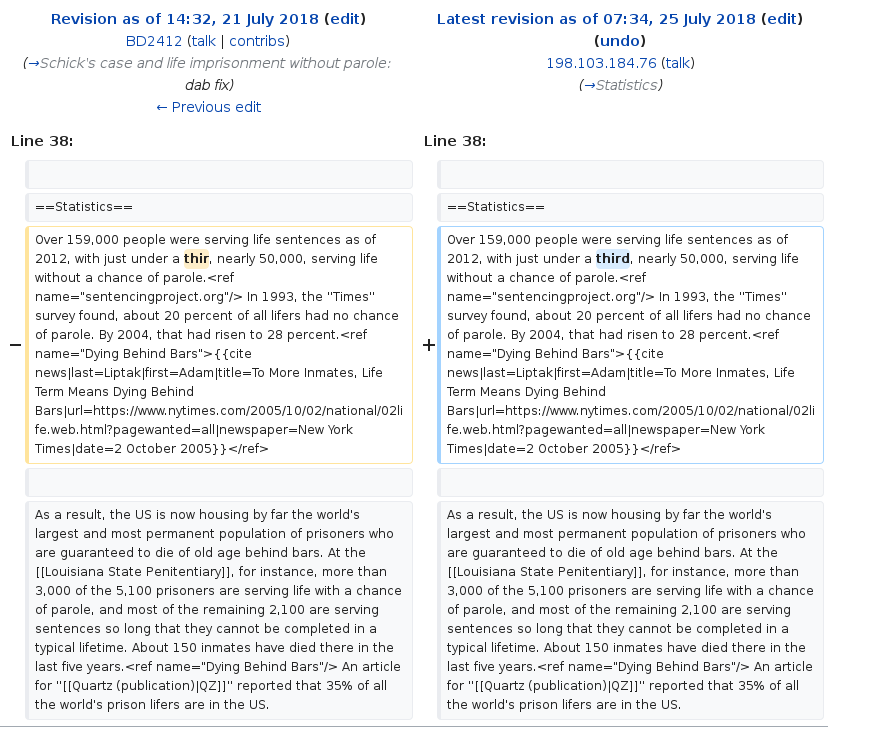 Revision as of 14:32, 21 July 2018 (edit)
BD2412 (talk | contribs)
(→Schick's case and life imprisonment without parole:
dab fix)
← Previous edit
Latest revision as of 07:34, 25 July 2018 (edit)
(undo)
198.103.184.76 (talk)
(→Statistics)
Line 38:
Line 38:
==Statistics==
==Statistics==
−
Over 159,000 people were serving life sentences as of
2012, with just under a thir, nearly 50,000, serving life
without a chance of parole.<ref
name="sentencingproject.org"/> In 1993, the ''Times''
survey found, about 20 percent of all lifers had no chance
of parole. By 2004, that had risen to 28 percent.<ref
name="Dying Behind Bars">{{cite
news|last=Liptak|first=Adam|title=To More Inmates, Life
Term Means Dying Behind
Bars|url=https://www.nytimes.com/2005/10/02/national/02li
fe.web.html?pagewanted=all|newspaper=New York
Times|date=2 October 2005}}</ref>
+
Over 159,000 people were serving life sentences as of
2012, with just under a third, nearly 50,000, serving life
without a chance of parole.<ref
name="sentencingproject.org"/> In 1993, the ''Times''
survey found, about 20 percent of all lifers had no chance
of parole. By 2004, that had risen to 28 percent.<ref
name="Dying Behind Bars">{{cite
news|last=Liptak|first=Adam|title=To More Inmates, Life
Term Means Dying Behind
Bars|url=https://www.nytimes.com/2005/10/02/national/02li
fe.web.html?pagewanted=all|newspaper=New York
Times|date=2 October 2005}}</ref>
As a result, the US is now housing by far the world's
largest and most permanent population of prisoners who
are guaranteed to die of old age behind bars. At the
[[Louisiana State Penitentiary]], for instance, more than
3,000 of the 5,100 prisoners are serving life with a chance
of parole, and most of the remaining 2,100 are serving
sentences so long that they cannot be completed in a
typical lifetime. About 150 inmates have died there in the
last five years.<ref name="Dying Behind Bars"/> An article
for ''[[Quartz (publication)|QZ]]'' reported that 35% of all
the world's prison lifers are in the US.
As a result, the US is now housing by far the world's
largest and most permanent population of prisoners who
are guaranteed to die of old age behind bars. At the
[[Louisiana State Penitentiary]], for instance, more than
3,000 of the 5,100 prisoners are serving life with a chance
of parole, and most of the remaining 2,100 are serving
sentences so long that they cannot be completed in a
typical lifetime. About 150 inmates have died there in the
last five years.<ref name="Dying Behind Bars"/> An article
for ''[[Quartz (publication)|QZ]]'' reported that 35% of all
the world's prison lifers are in the US.